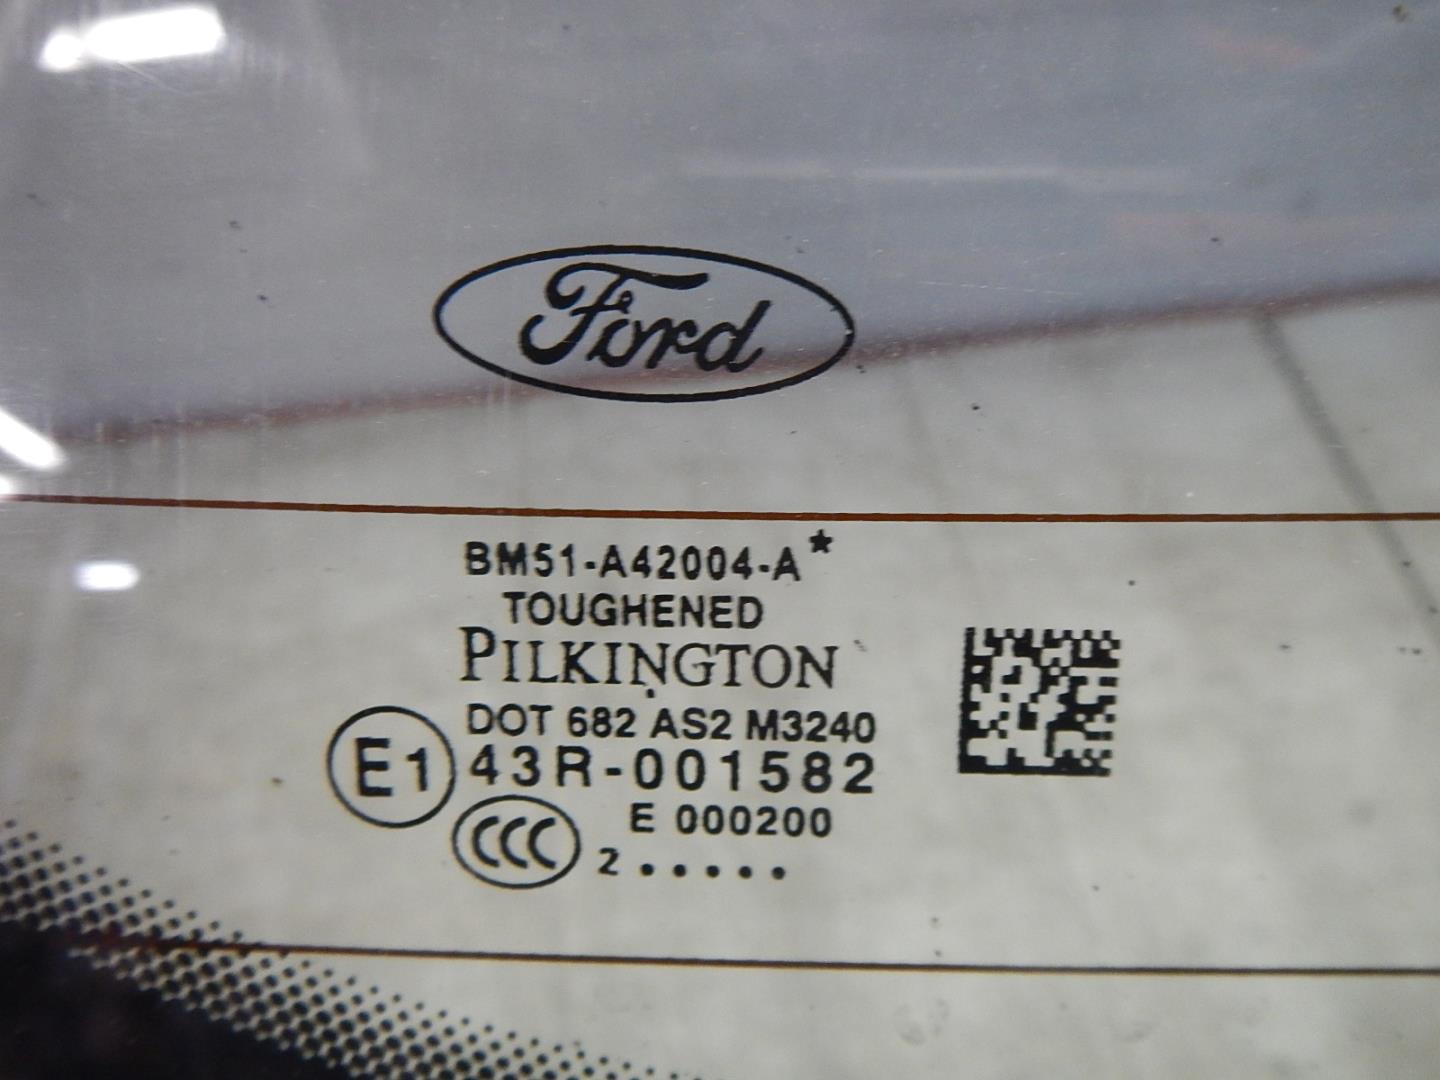 Ford
BM51-A42004-A*
TOUGHENED
PILKINGTON
DOT 682 AS2 M3240
E1 43R-001582
E 000200
CCC 2 • • • • •